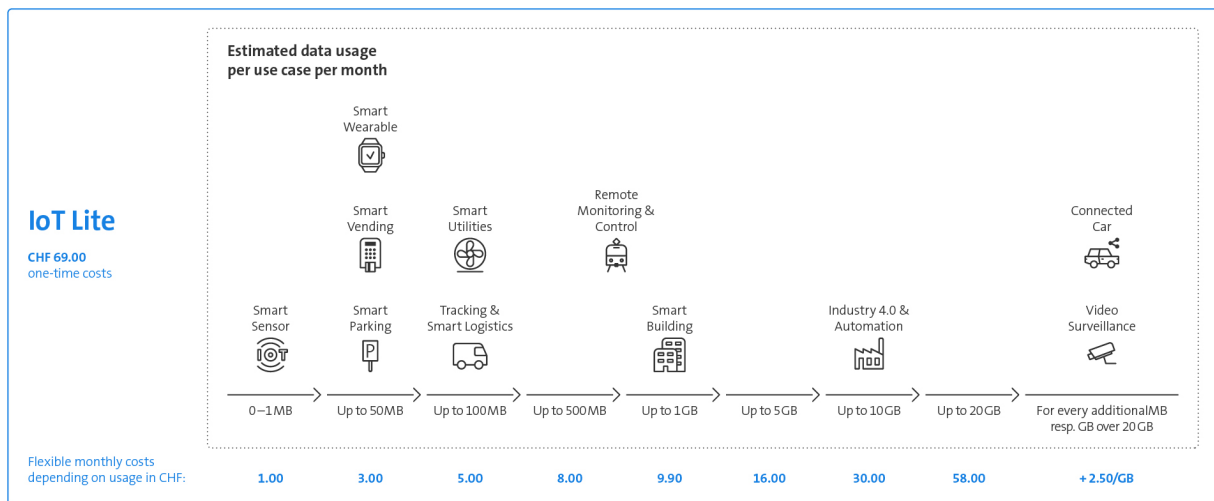 Estimated data usage
per use case per month
Smart
Wearable
Smart
Vending
Smart
Utilities
Remote
Monitoring &
Control
Connected
Car
IoT Lite
CHF 69.00
one-time costs
Smart
Sensor
IOT
Smart
Parking
P
Tracking &
Smart Logistics
Smart
Building
Industry 4.0 &
Automation
Video
Surveillance
0–1MB
Up to 50MB
Up to 100MB
Up to 500MB
Up to 1GB
Up to 5GB
Up to 10GB
Up to 20GB
For every additionalMB
resp. GB over 20GB
Flexible monthly costs
depending on usage in CHF:
1.00
3.00
5.00
8.00
9.90
16.00
30.00
58.00
+2.50/GB